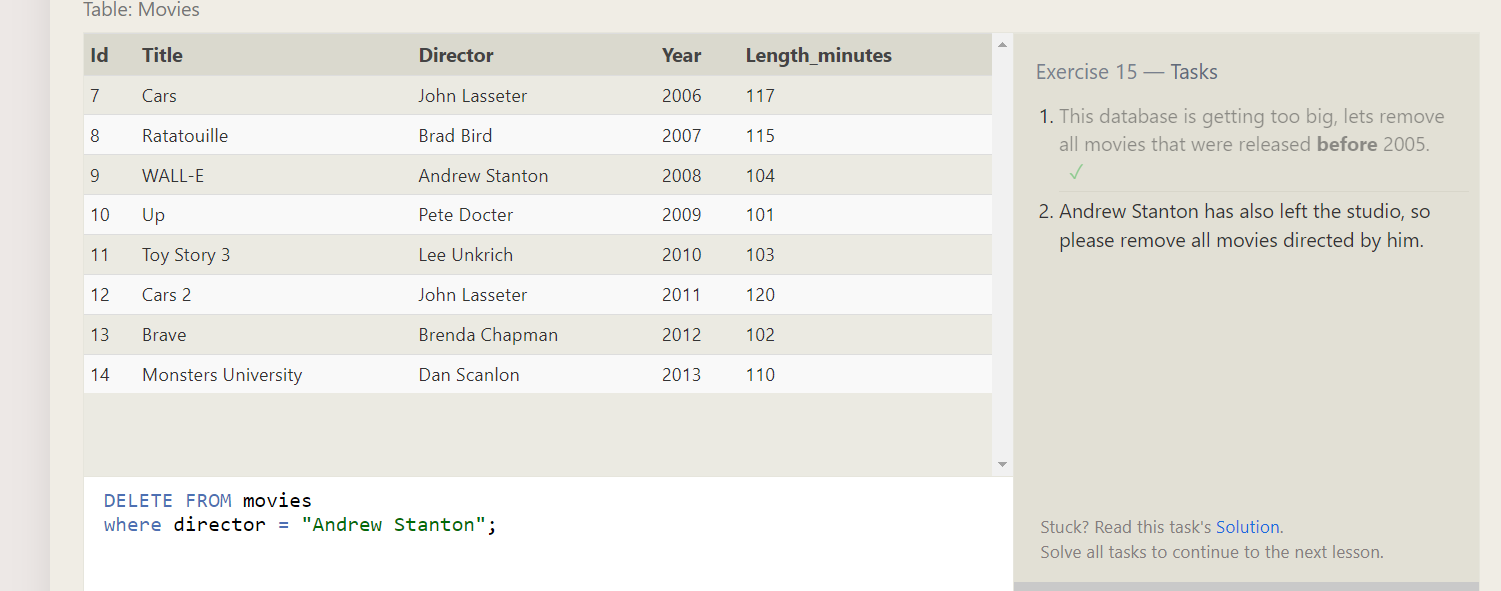 Table: Movies
Id Title Director Year Length_minutes
7 Cars John Lasseter 2006 117
8 Ratatouille Brad Bird 2007 115
9 WALL-E Andrew Stanton 2008 104
10 Up Pete Docter 2009 101
11 Toy Story 3 Lee Unkrich 2010 103
12 Cars 2 John Lasseter 2011 120
13 Brave Brenda Chapman 2012 102
14 Monsters University Dan Scanlon 2013 110
DELETE FROM movies
where director = "Andrew Stanton";
Exercise 15 — Tasks
1. This database is getting too big, lets remove
all movies that were released before 2005.
✓
2. Andrew Stanton has also left the studio, so
please remove all movies directed by him.
Stuck? Read this task's Solution.
Solve all tasks to continue to the next lesson.